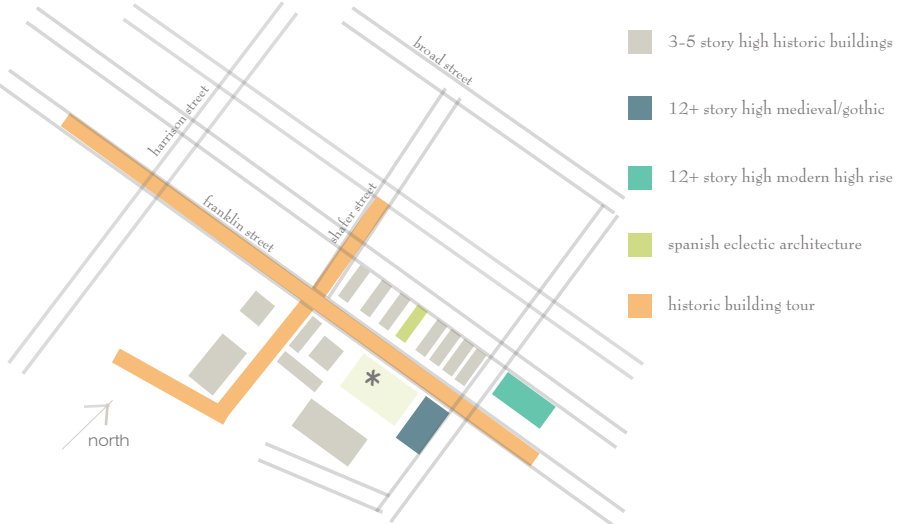 broad street
harrison street
franklin street
shafer street
north
3-5 story high historic buildings
12+ story high medieval/gothic
12+ story high modern high rise
spanish eclectic architecture
historic building tour